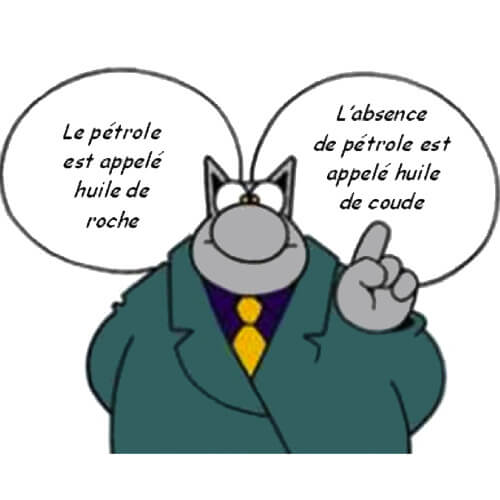 Le pétrole
est appelé
huile de
roche
L'absence
de pétrole est
appelé huile
de coude